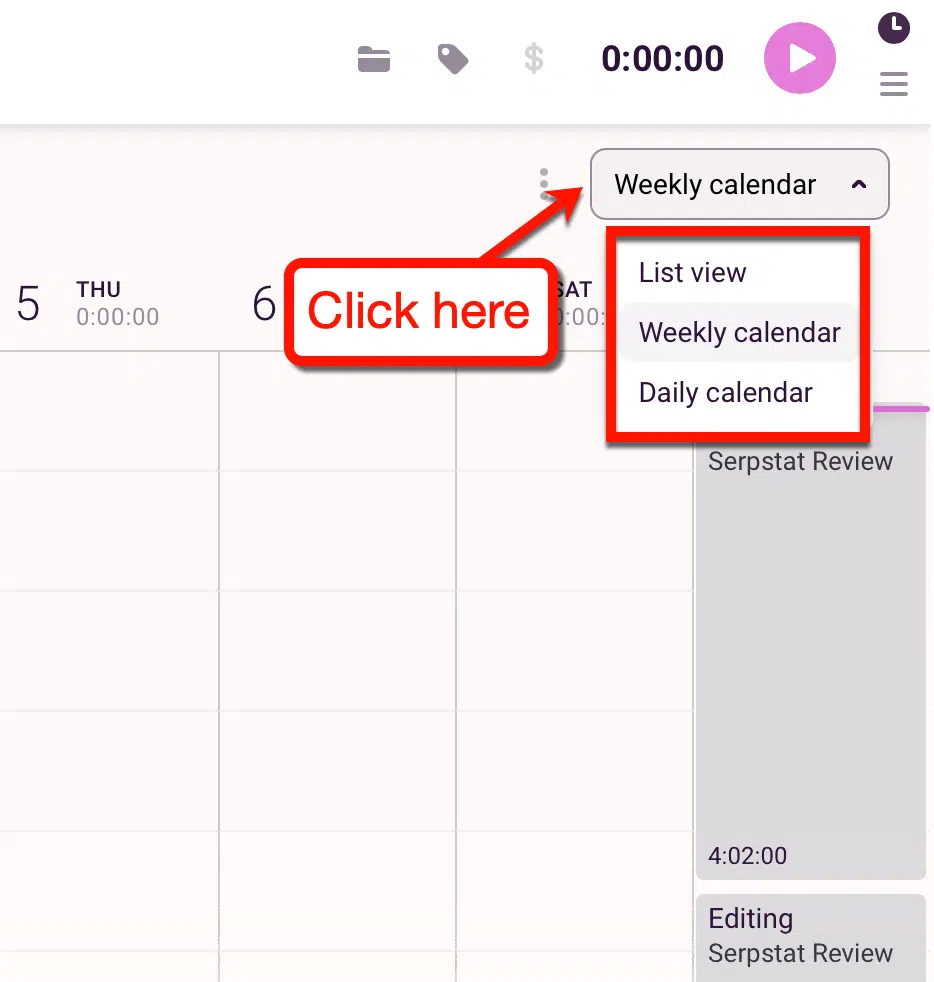 $
0:00:00
Weekly calendar
List view
Weekly calendar
Daily calendar
Click here
5
THU
0:00:00
6
SAT
0:00:
Serpstat Review
4:02:00
Editing
Serpstat Review